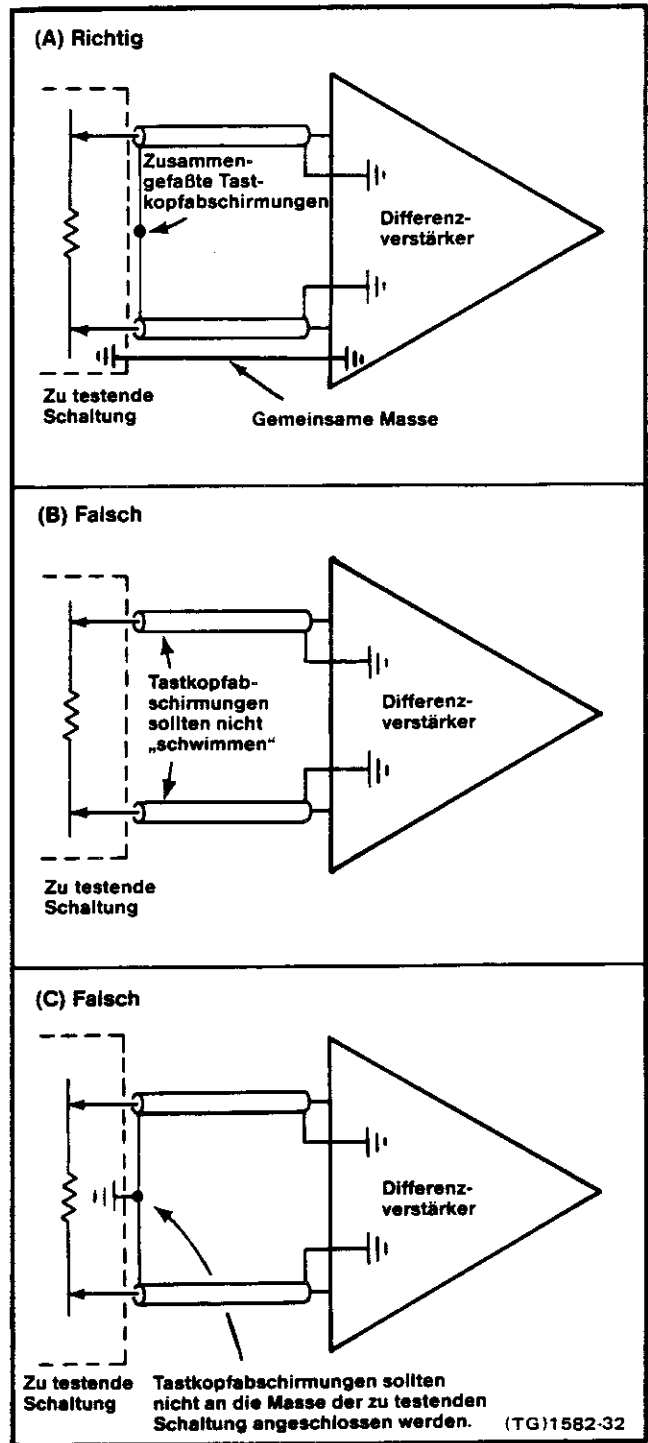 (A) Richtig
Zusammen-
gefaßte Tast-
kopfabschirmungen
Differenz-
verstärker
Zu testende
Schaltung
Gemeinsame Masse
(B) Falsch
Tastkopfab-
schirmungen
sollten nicht
„schwimmen“
Differenz-
verstärker
Zu testende
Schaltung
(C) Falsch
Differenz-
verstärker
Zu testende
Schaltung
Tastkopfabschirmungen sollten
nicht an die Masse der zu testenden
Schaltung angeschlossen werden.
(TG)1582-32